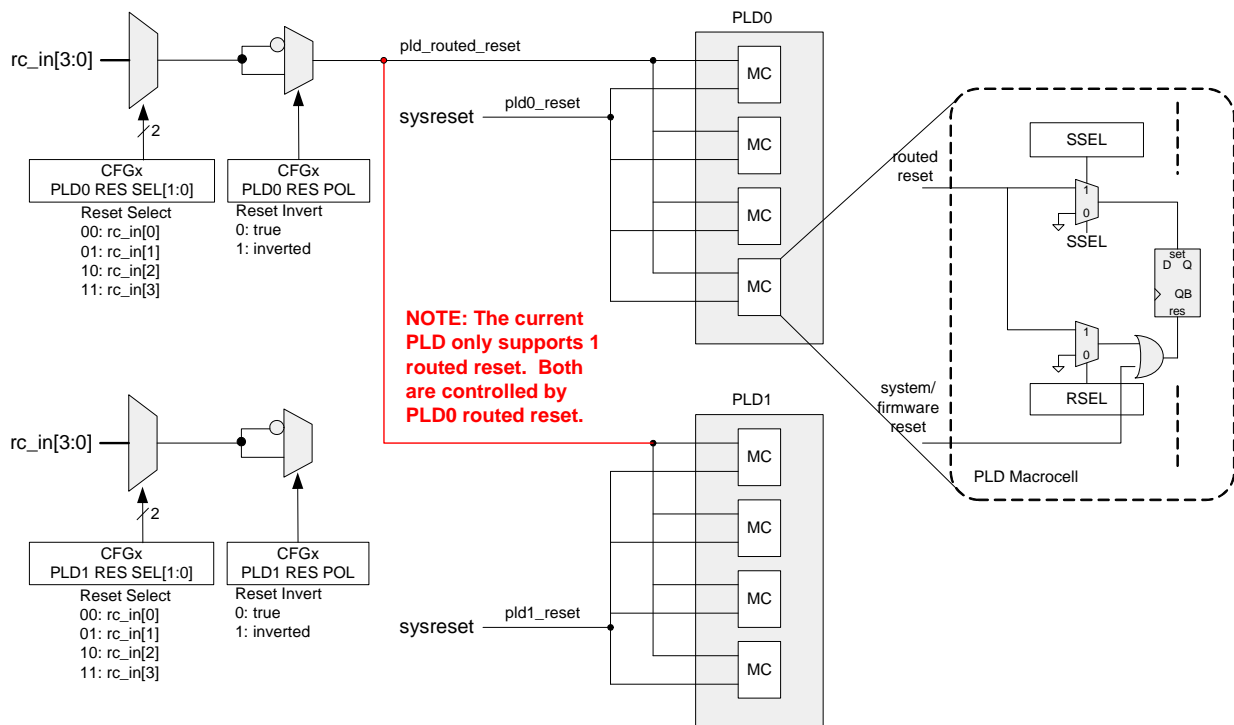 PLD0
rc_in[3:0]
pld_routed_reset
MC
sysreset
pld0_reset
2
MC
CFGx
PLD0 RES SEL[1:0]
CFGx
PLD0 RES POL
Reset Select
00: rc_in[0]
01: rc_in[1]
10: rc_in[2]
11: rc_in[3]
Reset Invert
0: true
1: inverted
MC
MC
NOTE: The current
PLD only supports 1
routed reset. Both
are controlled by
PLD0 routed reset.
SSEL
routed
reset
1
0
SSEL
set
D Q
QB
res
1
0
RSEL
system/
firmware
reset
PLD Macrocell
PLD1
rc_in[3:0]
MC
2
MC
CFGx
PLD1 RES SEL[1:0]
CFGx
PLD1 RES POL
Reset Select
00: rc_in[0]
01: rc_in[1]
10: rc_in[2]
11: rc_in[3]
Reset Invert
0: true
1: inverted
MC
sysreset
pld1_reset
MC